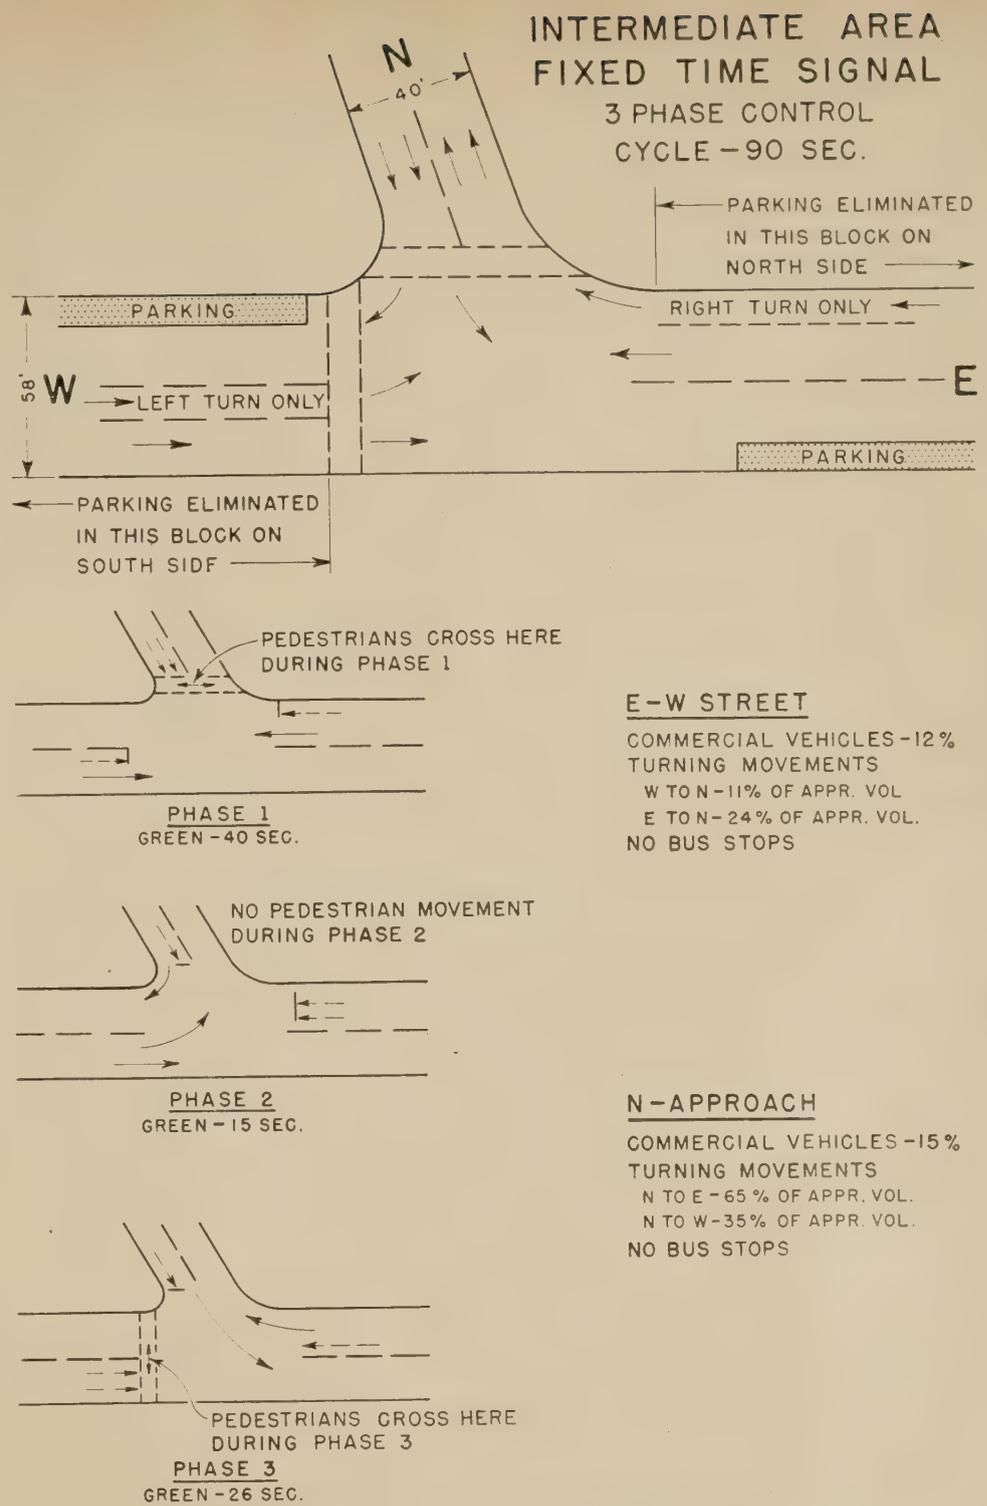 INTERMEDIATE AREA
FIXED TIME SIGNAL
3 PHASE CONTROL
CYCLE-90 SEC.
N
40'
PARKING ELIMINATED
IN THIS BLOCK ON
NORTH SIDE
PARKING
RIGHT TURN ONLY
58'
W
LEFT TURN ONLY
E
PARKING
PARKING ELIMINATED
IN THIS BLOCK ON
SOUTH SIDF
PEDESTRIANS CROSS HERE
DURING PHASE 1
PHASE 1
GREEN-40 SEC.
E-W STREET
COMMERCIAL VEHICLES-12%
TURNING MOVEMENTS
W TO N-11% OF APPR. VOL
E TO N-24% OF APPR. VOL.
NO BUS STOPS
NO PEDESTRIAN MOVEMENT
DURING PHASE 2
PHASE 2
GREEN-15 SEC.
N-APPROACH
COMMERCIAL VEHICLES-15%
TURNING MOVEMENTS
N TO E-65% OF APPR. VOL.
N TO W-35% OF APPR. VOL.
NO BUS STOPS
PEDESTRIANS CROSS HERE
DURING PHASE 3
PHASE 3
GREEN-26 SEC.